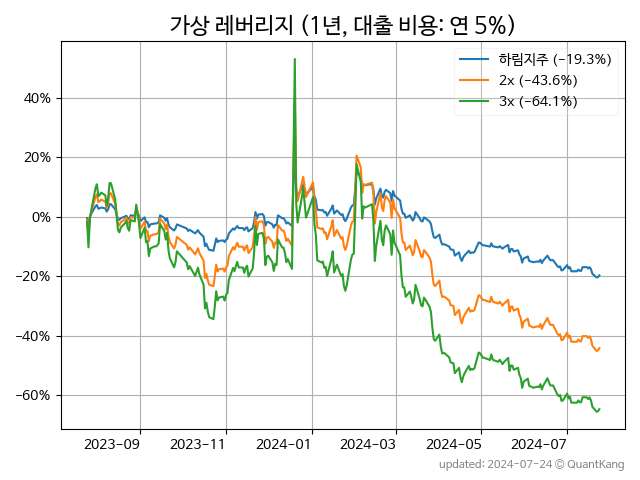 가상 레버리지 (1년, 대출 비용: 연 5%)
하림지주 (−19.3%)
2x (−43.6%)
3x (−64.1%)
40%
20%
0%
−20%
−40%
−60%
2023-09 2023-11 2024-01 2024-03 2024-05 2024-07
updated: 2024-07-24 © QuantKang